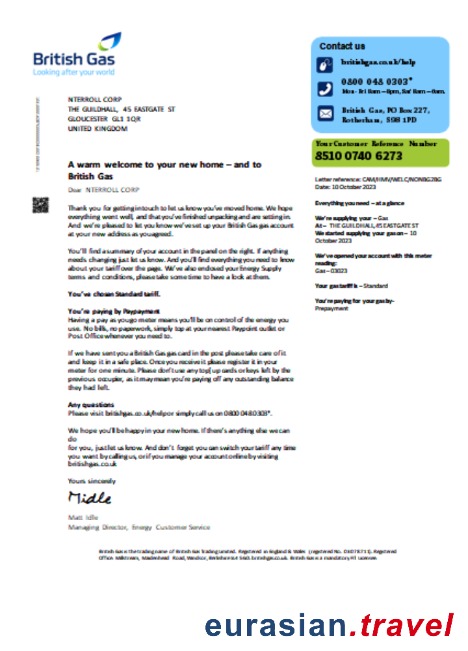 British Gas
Looking after your world
Contact us
britishgas.co.uk/help
0800 048 0303*
Mon - Fri 8am – 8pm, Sat 8am – 6pm.
British Gas, PO Box 227,
Rotherham, S98 1PD
NTERROLL CORP
THE GUILDHALL, 45 EASTGATE ST
GLOUCESTER GL1 1QR
UNITED KINGDOM
Your Customer Reference Number
8510 0740 6273
Letter reference:
Date: 10 October 2023
Everything you need – at a glance
We're supplying your – Gas
At – THE GUILDHALL,45 EASTGATE ST
We started supplying your gas on – 10
October 2023
We've opened your account with this meter
reading:
Gas – 03023
Your gas tariff is – Standard
You're paying for your gas by-
Prepayment
A warm welcome to your new home – and to
British Gas
Dear NTERROLL CORP
Thank you for getting in touch to let us know you've moved home. We hope
everything went well, and that you've finished unpacking and are setting in.
And we're pleased to let you know we've set up your British Gas account
at your new address as you agreed.
You'll find a summary of your account in the panel on the right. If anything
needs changing just let us know. And you'll find everything you need to know
about your tariff over the page. We've also enclosed your Energy Supply
terms and conditions, please take some time to have a look at them.
You've chosen Standard tariff.
You're paying by Paypayment
Having a pay as you go meter means you'll be on control of the energy you
use. No bills, no paperwork, simply top at your nearest Paypoint outlet or
Post Office whenever you need to.
If we have sent you a British Gas gas card in the post please take care of it
and keep it in a safe place. Once you receive it please register it in your
meter for one minute. Please don't use any top up cards or keys left by the
previous occupier, as it may mean you're paying off any outstanding balance
they had left.
Any questions
Please visit britishgas.co.uk/help or simply call us on 0800 048 0303*.
We hope you'll be happy in your new home. If there's anything else we can
do
for you, just let us know. And don't forget you can switch your tariff any time
you want by calling us, or if you manage your account online by visiting
britishgas.co.uk
Yours sincerely
MIdle
Matt Idle
Managing Director, Energy Customer Service
British Gas is the trading name of British Gas Trading Limited. Registered in England & Wales (registered No. 03078711). Registered
Office: Millstream, Maidenhead Road, Windsor, Berkshire SL4 5GD. britishgas.co.uk. British Gas is a mandatory FIT Licensee
eurasian.travel